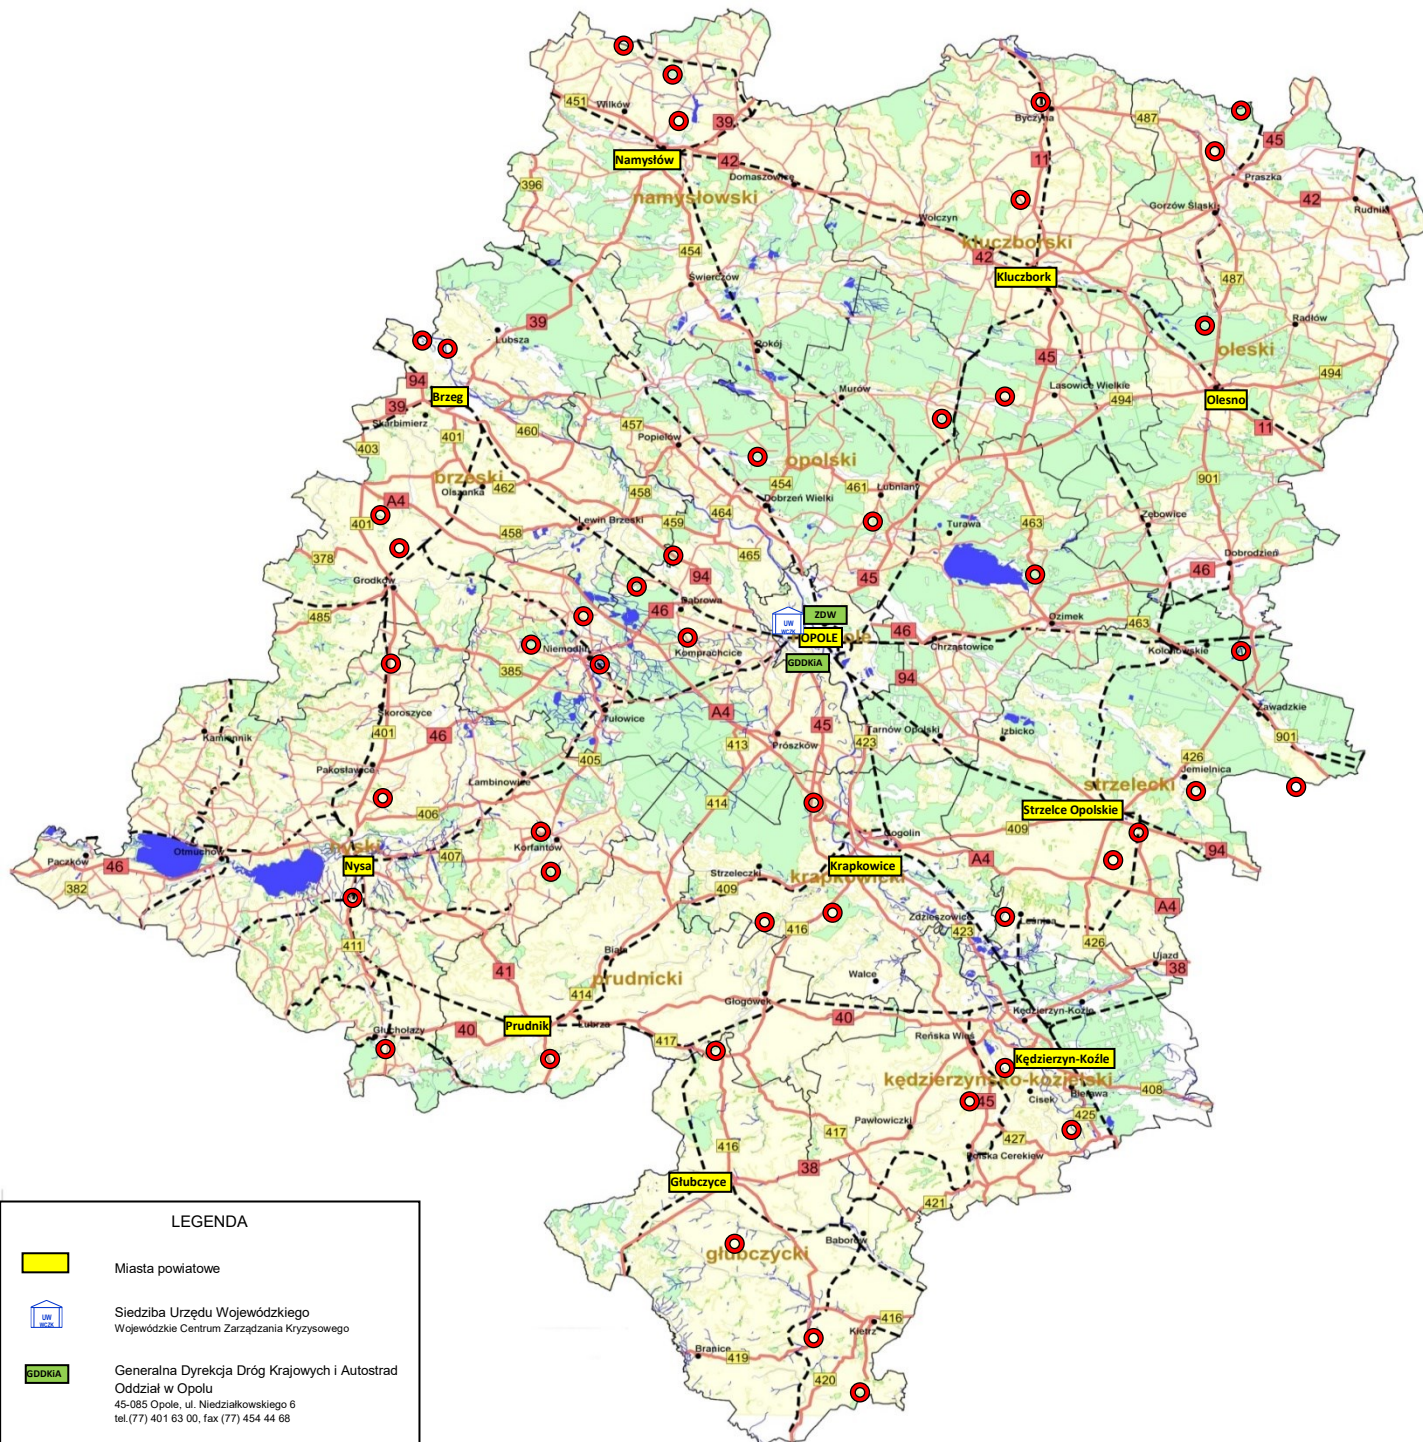 451
Wilków
39
Byczyna
487
45
Namysłów
42
11
Praszka
Domaszowice
396
namysłowski
42
Rudnik
Wołczyn
Gorzów Śląski
454
kluczborski
42
Kluczbork
Świerczów
487
39
Lubsza
Radłów
Pokój
oleski
45
94
494
Brzeg
Murów
Lasowice Wielkie
494
Olesno
39
Skarbimierz
457
11
401
460
403
Popielów
opolski
brzeski
901
Olszanka
462
454
461
Łubniany
A4
458
Dobrzeń Wielki
401
459
464
Lewin Brzeski
Turawa
463
Zębowice
458
465
378
Dobrodzień
94
45
46
Grodków
46
Dąbrowa
UW
WCZK
ZDW
485
OPOLE
46
Ozimek
463
Niemodlin
Komprachcice
Chrząstowice
Kolonowskie
GDDKiA
385
94
Skoroszyce
A4
Zawadzkie
Tułowice
45
401
46
Kamiennik
413
Prószków
423
Tarnów Opolski
Izbicko
901
405
426
Pakosławice
Łambinowice
Jemielnica
strzelecki
414
406
Strzelce Opolskie
409
nyski
Korfantów
Gogolin
Paczków
Otmuchów
407
A4
94
46
Nysa
Strzeleczki
Krapkowice
382
409
krapkowicki
A4
Zdzieszowice
Leśnica
416
423
411
426
Biała
Ujazd
41
prudnicki
38
Walce
414
Głogówek
Kędzierzyn-Koźle
40
Lubrza
40
Głuchołazy
Prudnik
417
Reńska Wieś
Kędzierzyn-Koźle
kędzierzyńsko-kozielski
408
Cisek
Bierawa
45
425
Pawłowiczki
417
427
416
Polska Cerekiew
38
Głubczyce
421
Baborów
głubczycki
416
Kietrz
Branice
419
420
LEGENDA
Miasta powiatowe
UW
WCZK
Siedziba Urzędu Wojewódzkiego
Wojewódzkie Centrum Zarządzania Kryzysowego
GDDKiA
Generalna Dyrekcja Dróg Krajowych i Autostrad
Oddział w Opolu
45-085 Opole, ul. Niedziałkowskiego 6
tel.(77) 401 63 00, fax (77) 454 44 68